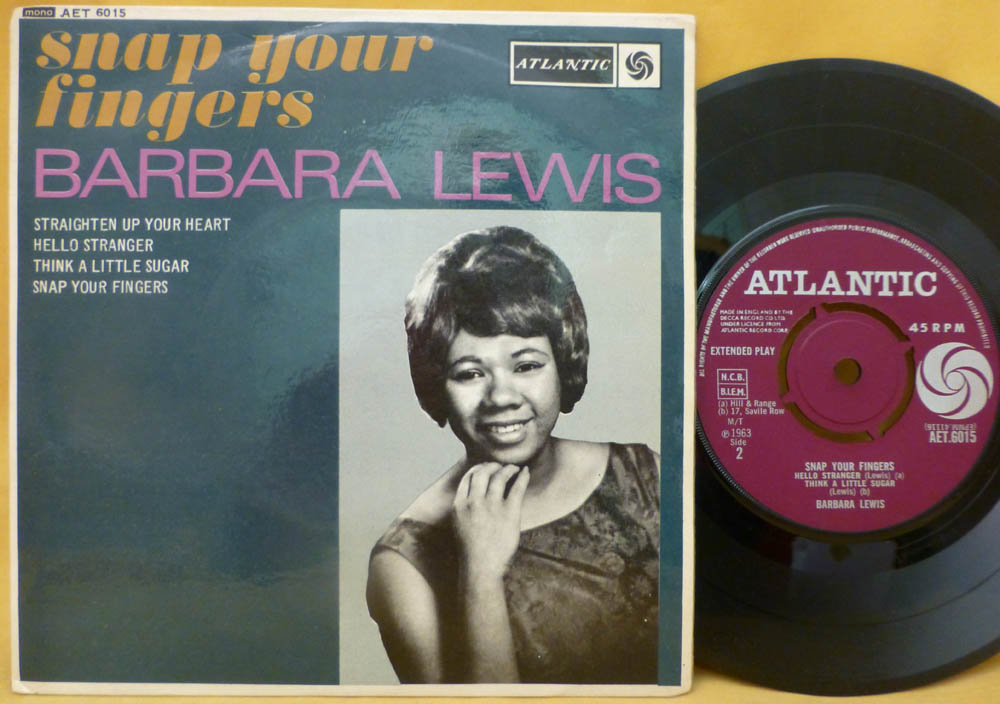 mono AET 6015
snap your
fingers
ATLANTIC
BARBARA LEWIS
STRAIGHTEN UP YOUR HEART
HELLO STRANGER
THINK A LITTLE SUGAR
SNAP YOUR FINGERS
ATLANTIC
MADE IN ENGLAND BY THE
DECCA RECORD CO LTD
UNDER LICENCE FROM
ATLANTIC RECORD CORP.
45 RPM
EXTENDED PLAY
N.C.B.
B.I.E.M.
(a) Hill & Range
(b) 17, Savile Row
M/T
℗ 1963
Side
2
(EPNM-41116)
AET.6015
SNAP YOUR FINGERS
HELLO STRANGER (Lewis) (a)
THINK A LITTLE SUGAR
(Lewis) (b)
BARBARA LEWIS